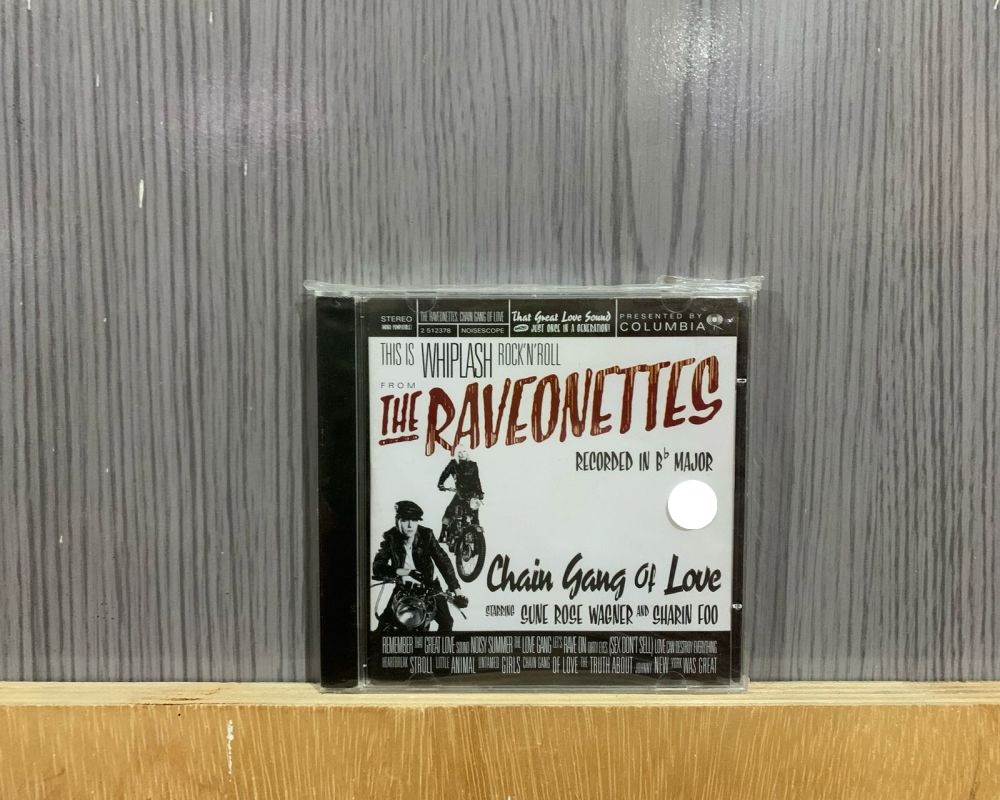 STEREO
THE RAVEONETTES CHAIN GANG OF LOVE
2 512378 NOISESCOPE
That Great Love Sound
JUST ONCE IN A GENERATION!
PRESENTED BY
COLUMBIA
THIS IS WHIPLASH ROCK'N'ROLL
FROM
THE RAVEONETTES
RECORDED IN B♭ MAJOR
Chain Gang Of Love
STARRING SUNE ROSE WAGNER AND SHARIN FOO
REMEMBER THAT GREAT LOVE SOUND NOISY SUMMER THE LOVE GANG LET'S RAVE ON DIRTY EYES (SEX DON'T SELL) LOVE CAN DESTROY EVERYTHING
HEARTBREAK STROLL LITTLE ANIMAL UNTAMED GIRLS CHAIN GANG OF LOVE THE TRUTH ABOUT JOHNNY NEW YORK WAS GREAT